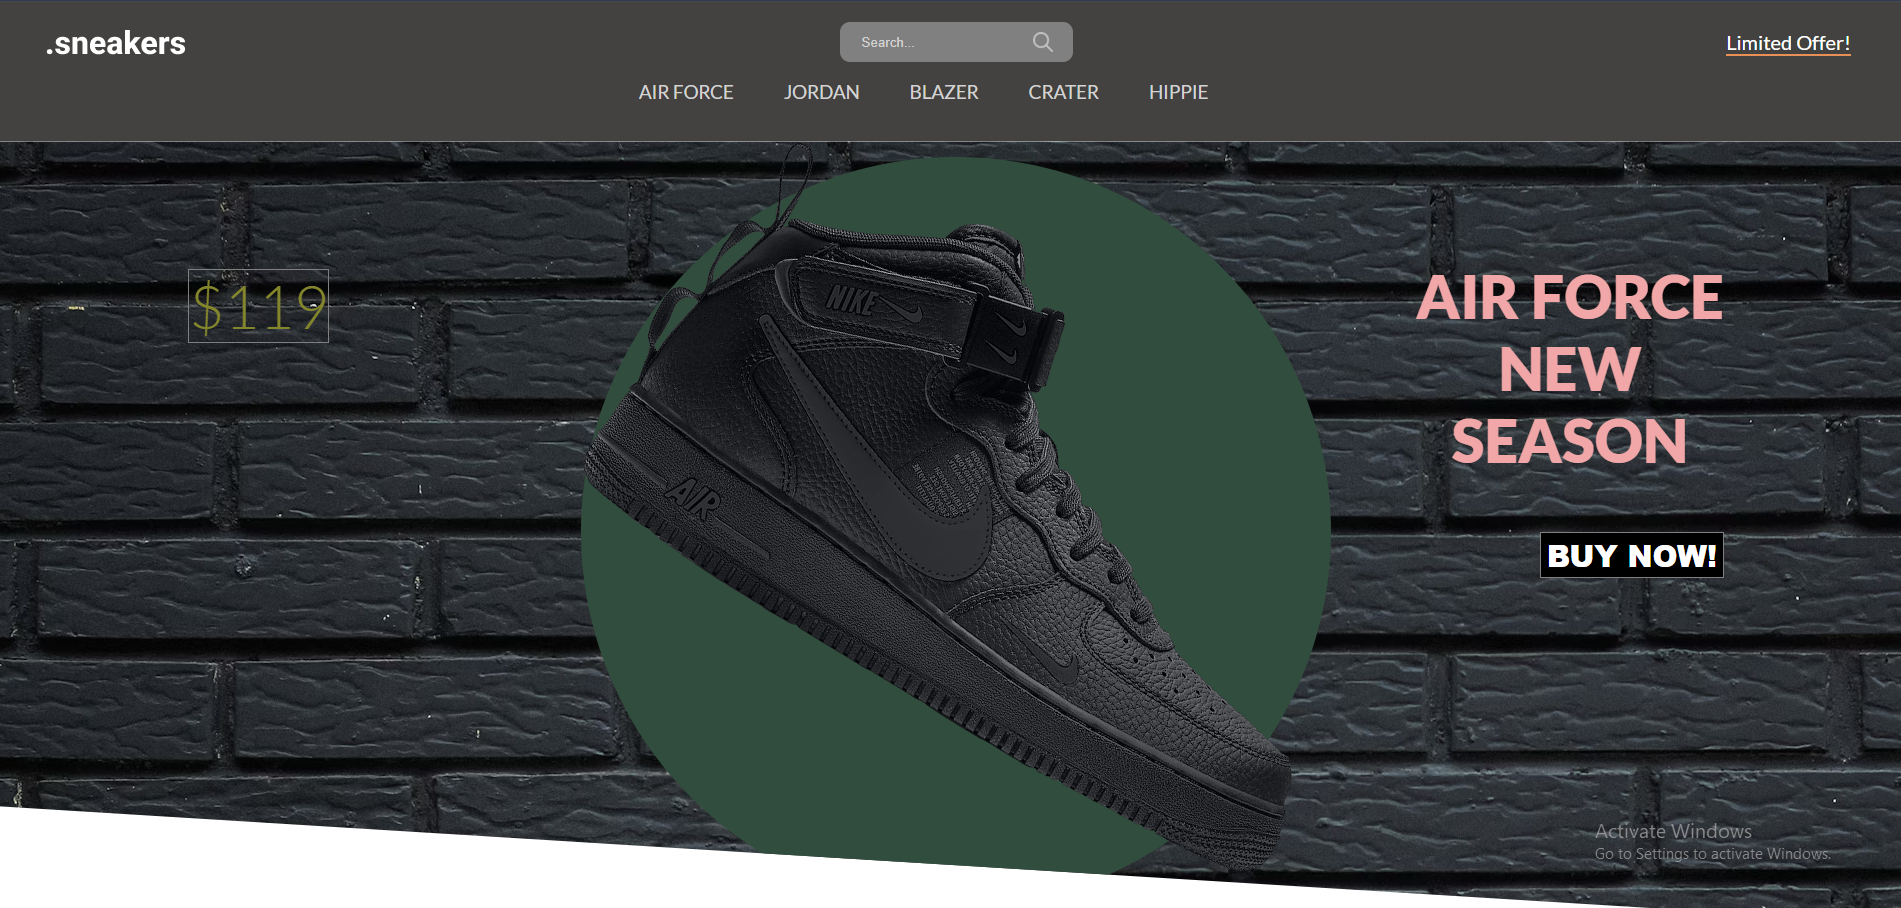 .sneakers
Search...
Limited Offer!
AIR FORCE
JORDAN
BLAZER
CRATER
HIPPIE
$119
NIKE
AIR
AIR FORCE
NEW
SEASON
BUY NOW!
Activate Windows
Go to Settings to activate Windows.